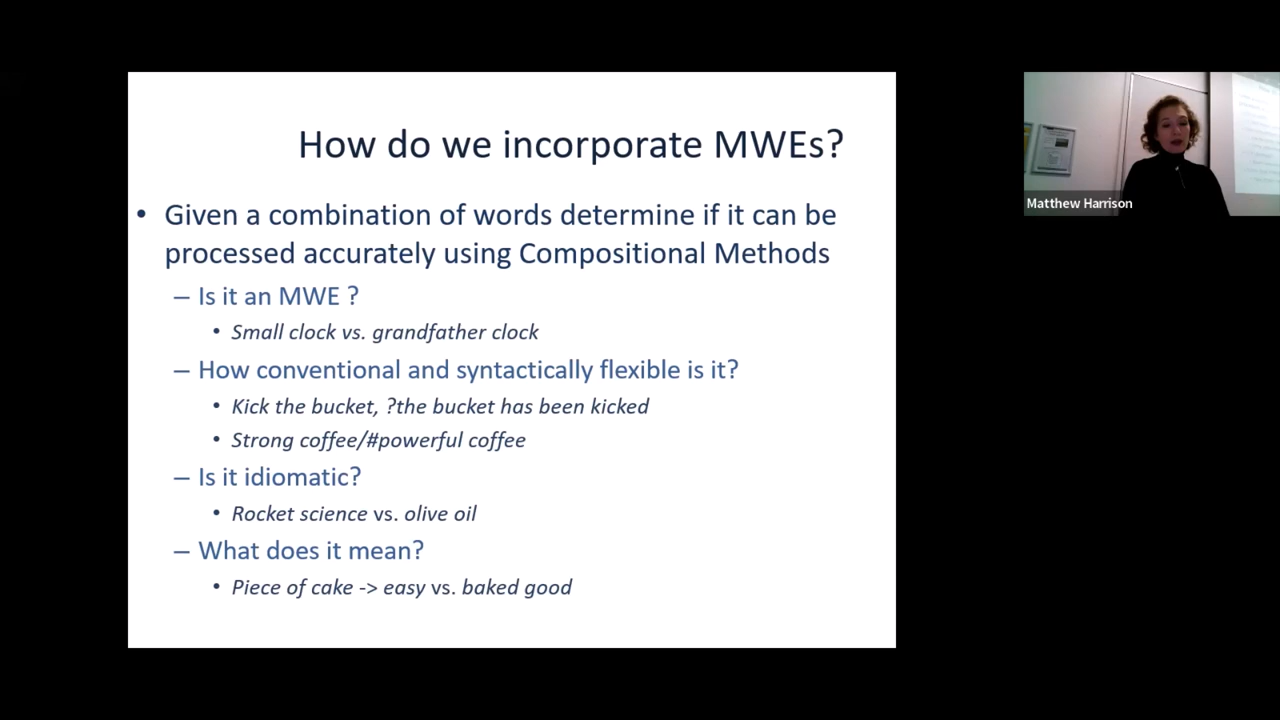 How do we incorporate MWEs?
• Given a combination of words determine if it can be
processed accurately using Compositional Methods
– Is it an MWE ?
• Small clock vs. grandfather clock
– How conventional and syntactically flexible is it?
• Kick the bucket, ?the bucket has been kicked
• Strong coffee/#powerful coffee
– Is it idiomatic?
• Rocket science vs. olive oil
– What does it mean?
• Piece of cake -> easy vs. baked good
Matthew Harrison